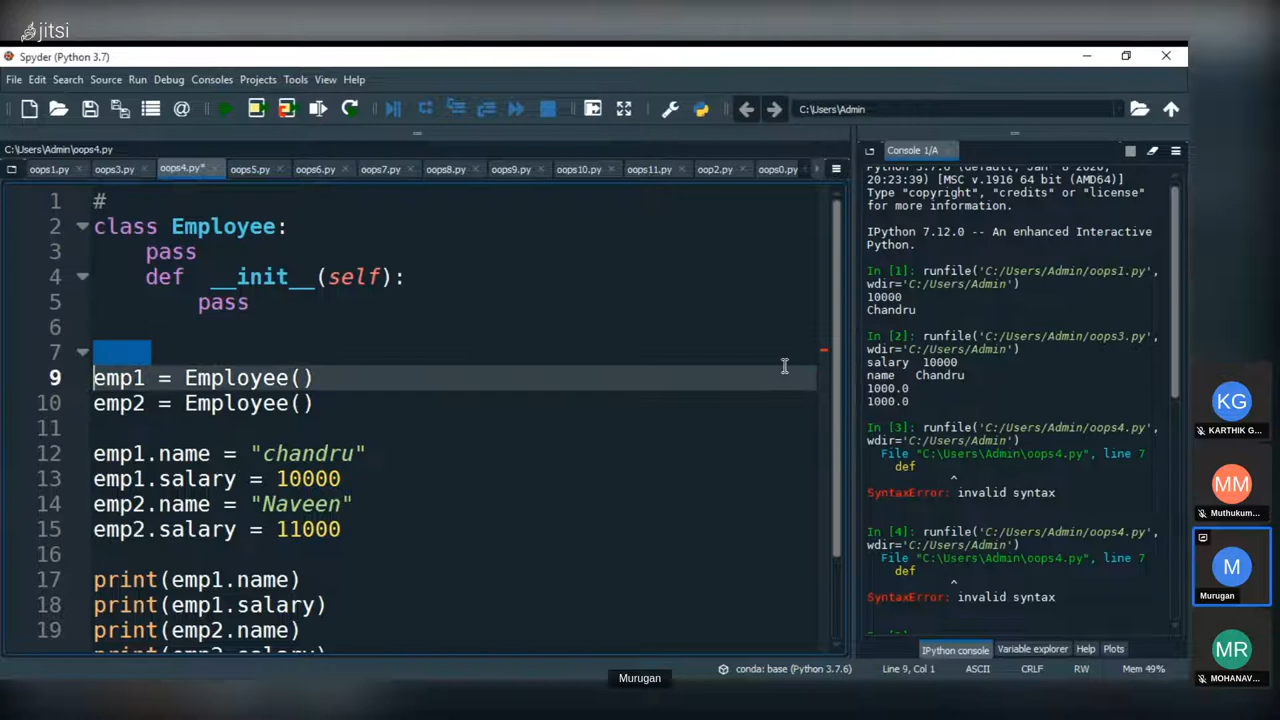 jitsi
Spyder (Python 3.7)
File Edit Search Source Run Debug Consoles Projects Tools View Help
C:\Users\Admin
C:\Users\Admin\oops4.py
oops1.py oops3.py oops4.py* oops5.py oops6.py oops7.py oops8.py oops9.py oops10.py oops11.py oop2.py oops0.py
1 #
2 class Employee:
3 pass
4 def __init__(self):
5 pass
6
7
9 emp1 = Employee()
10 emp2 = Employee()
11
12 emp1.name = "chandru"
13 emp1.salary = 10000
14 emp2.name = "Naveen"
15 emp2.salary = 11000
16
17 print(emp1.name)
18 print(emp1.salary)
19 print(emp2.name)
Console 1/A
20:23:39) [MSC v.1916 64 bit (AMD64)]
Type "copyright", "credits" or "license"
for more information.
IPython 7.12.0 -- An enhanced Interactive
Python.
In [1]: runfile('C:/Users/Admin/oops1.py',
wdir='C:/Users/Admin')
10000
Chandru
In [2]: runfile('C:/Users/Admin/oops3.py',
wdir='C:/Users/Admin')
salary 10000
name Chandru
1000.0
1000.0
In [3]: runfile('C:/Users/Admin/oops4.py',
wdir='C:/Users/Admin')
File "C:\Users\Admin\oops4.py", line 7
def
^
SyntaxError: invalid syntax
In [4]: runfile('C:/Users/Admin/oops4.py',
wdir='C:/Users/Admin')
File "C:\Users\Admin\oops4.py", line 7
def
^
SyntaxError: invalid syntax
IPython console Variable explorer Help Plots
conda: base (Python 3.7.6) Line 9, Col 1 ASCII CRLF RW Mem 49%
Murugan
KG
KARTHIK G...
MM
Muthukum...
M
Murugan
MR
MOHANAV...